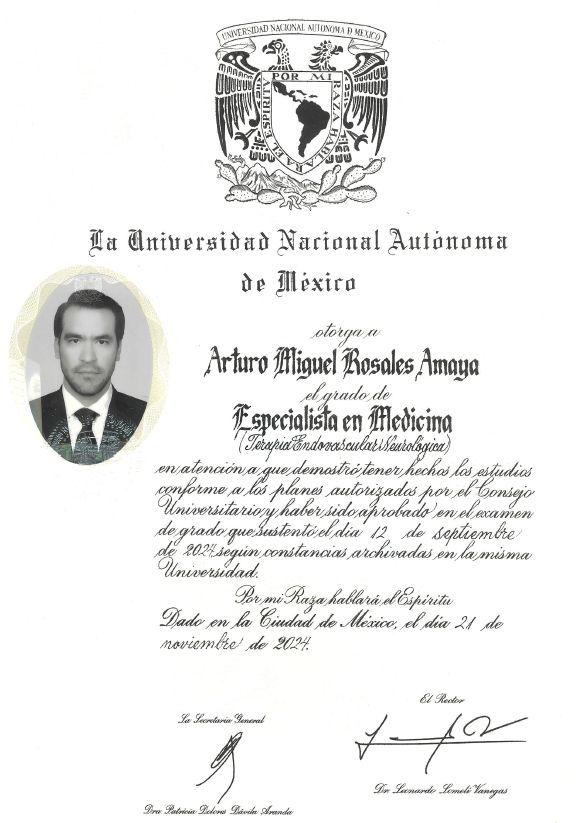 UNIVERSIDAD NACIONAL AUTONOMA D MEXICO
POR MI RAZA HABLARA EL ESPIRITU
La Universidad Nacional Autónoma
de México
otorga a
Arturo Miguel Rosales Amaya
el grado de
Especialista en Medicina
(Terapia Endovascular Neurológica)
en atención a que demostró tener hechos los estudios
conforme a los planes autorizados por el Consejo
Universitario y haber sido aprobado en el examen
de grado que sustentó el día 12 de septiembre
de 2024 según constancias archivadas en la misma
Universidad.
Por mi Raza hablará el Espíritu
Dado en la Ciudad de México, el día 21 de
noviembre de 2024.
El Rector
La Secretaria General
Dr. Leonardo Lomelí Vanegas
Dra Patricia Dolores Dávila Aranda